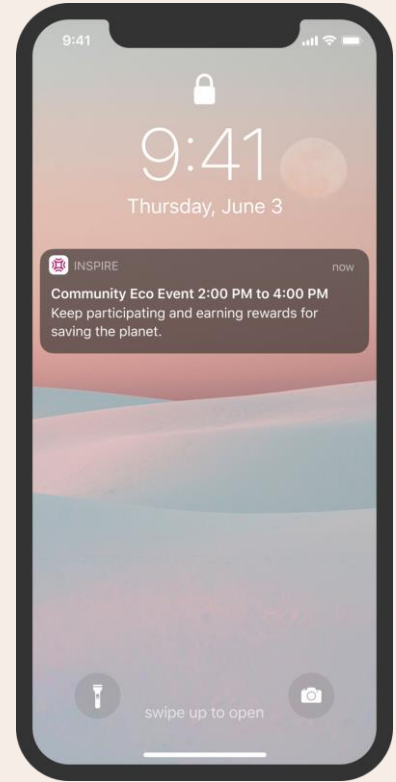 9:41
9:41
Thursday, June 3
INSPIRE now
Community Eco Event 2:00 PM to 4:00 PM
Keep participating and earning rewards for
saving the planet.
swipe up to open